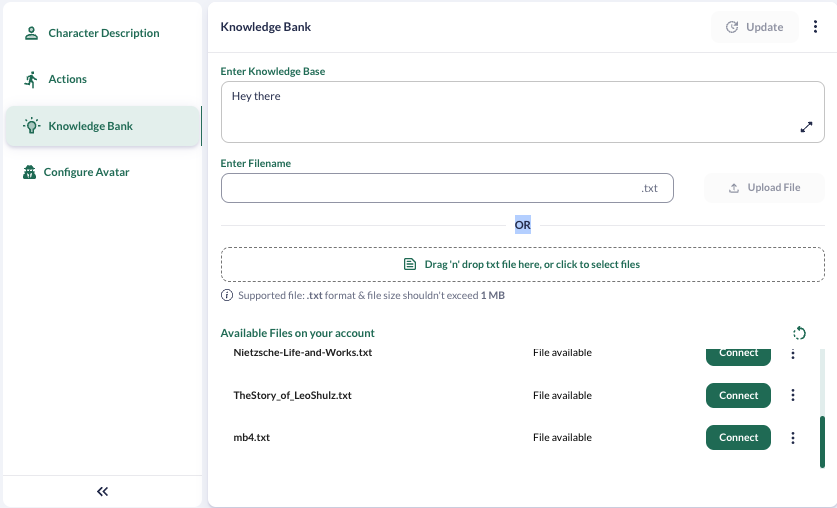 Character Description
Actions
Knowledge Bank
Configure Avatar
Knowledge Bank
Update
Enter Knowledge Base
Hey there
Enter Filename
.txt
Upload File
OR
Drag 'n' drop txt file here, or click to select files
Supported file: .txt format & file size shouldn't exceed 1 MB
Available Files on your account
Nietzsche-Life-and-Works.txt File available Connect
TheStory_of_LeoShulz.txt File available Connect
mb4.txt File available Connect